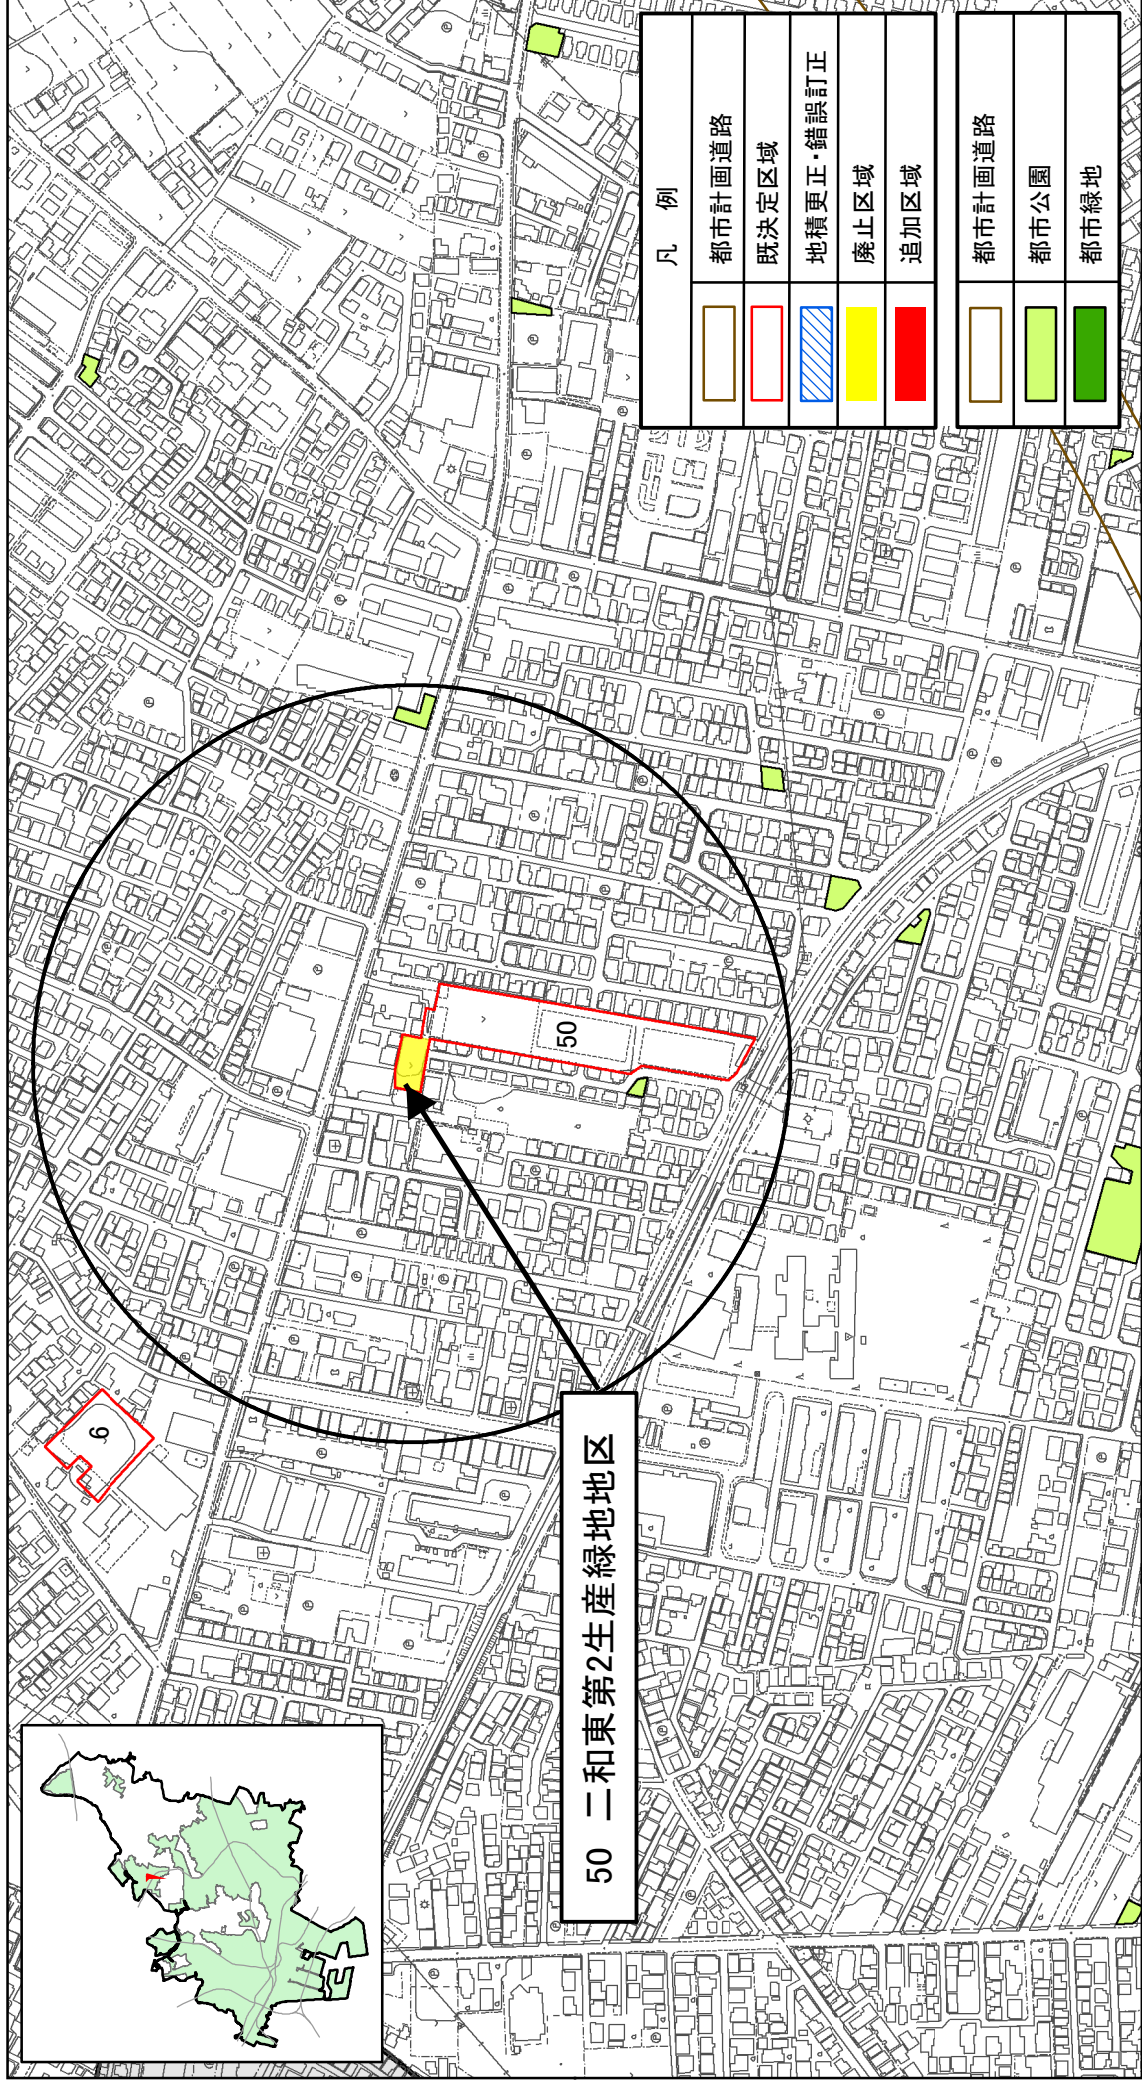 凡　例
都市計画道路
既決定区域
地積更正・錯誤訂正
廃止区域
追加区域
都市計画道路
都市公園
都市緑地
6
50
50　二和東第2生産緑地地区